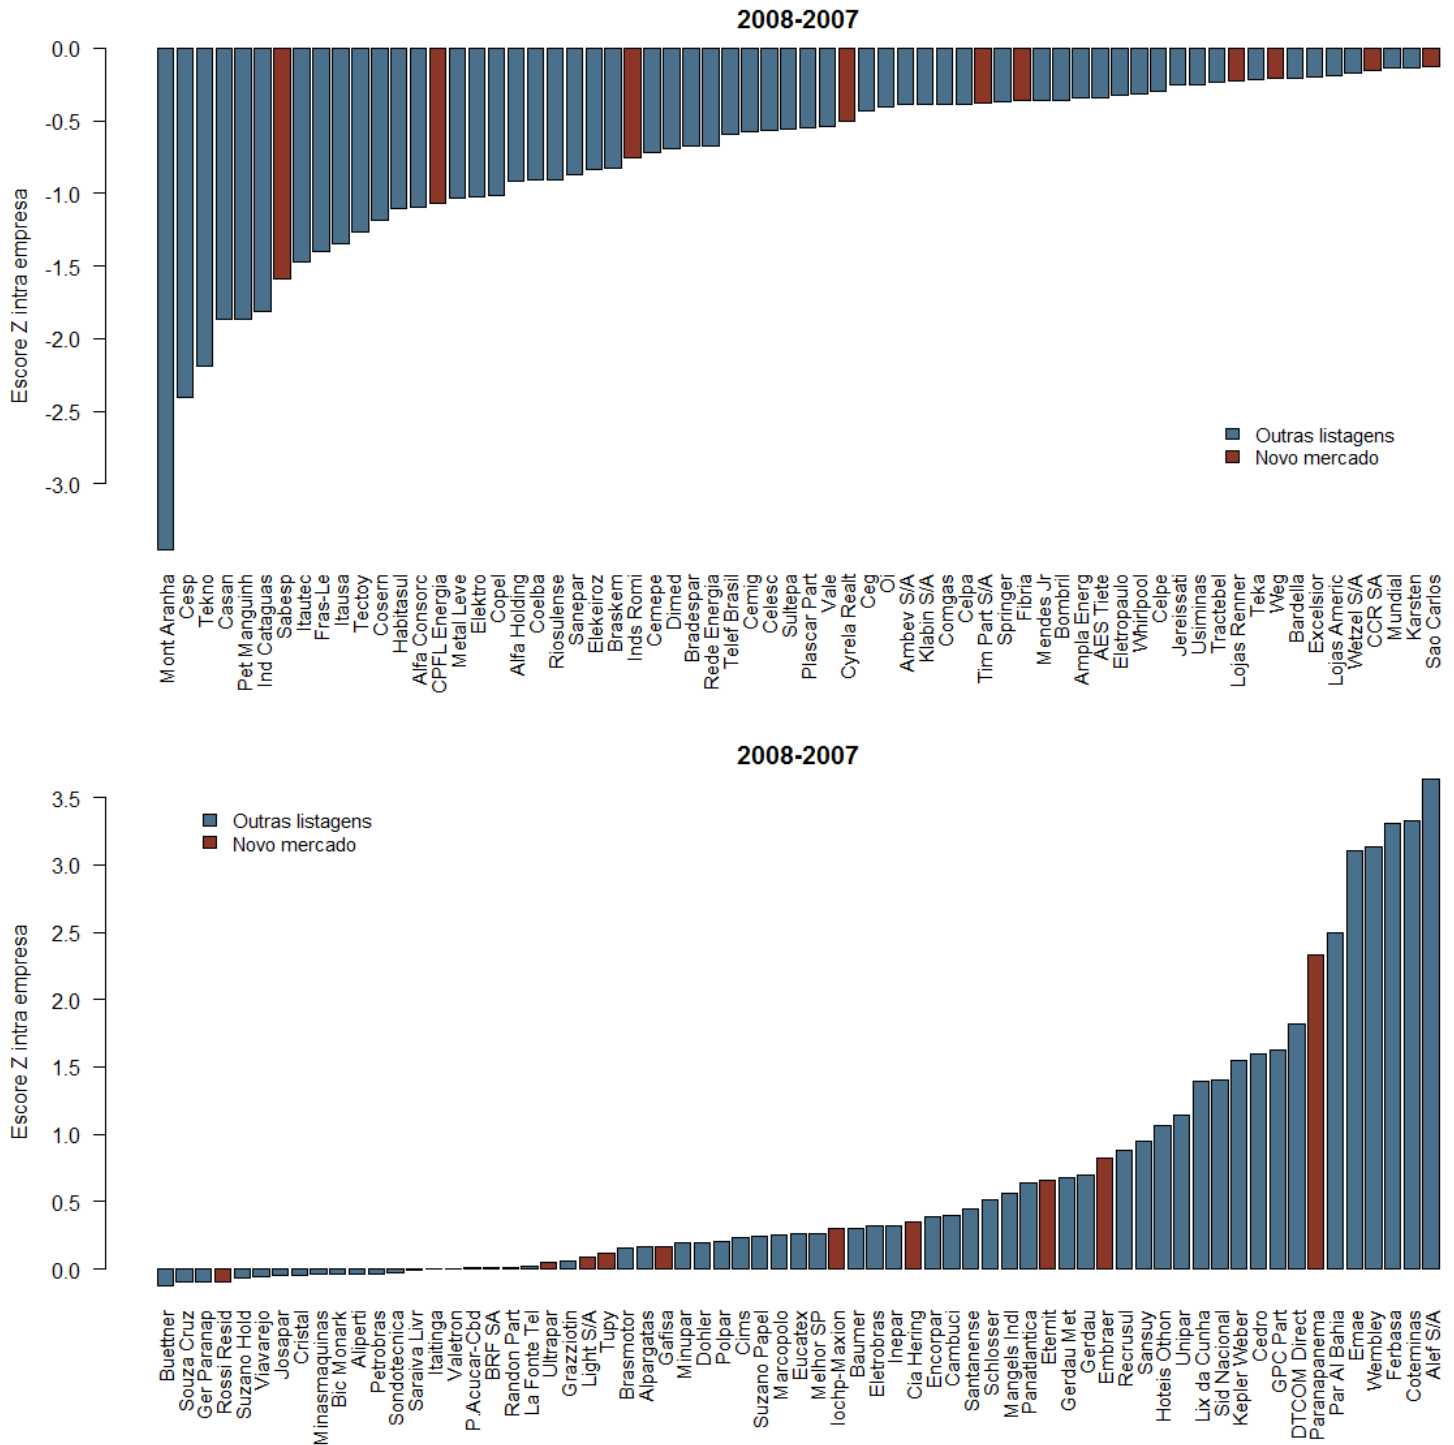 2008-2007
Escore Z intra empresa
0.0
-0.5
-1.0
-1.5
-2.0
-2.5
-3.0
Outras listagens
Novo mercado
Mont Aranha
Cesp
Tekno
Casan
Pet Manguinh
Ind Cataguas
Sabesp
Itautec
Fras-Le
Itausa
Tectoy
Cosern
Habitasul
Alfa Consorc
CPFL Energia
Metal Leve
Elektro
Copel
Alfa Holding
Coelba
Riosulense
Sanepar
Elekeiroz
Braskem
Inds Romi
Cemepe
Dimed
Bradespar
Rede Energia
Telef Brasil
Cemig
Celesc
Sultepa
Plascar Part
Vale
Cyrela Realt
Ceg
Oi
Ambev S/A
Klabin S/A
Comgas
Celpa
Tim Part S/A
Springer
Fibria
Mendes Jr
Bombril
Ampla Energ
AES Tiete
Eletropaulo
Whirlpool
Celpe
Jereissati
Usiminas
Tractebel
Lojas Renner
Teka
Weg
Bardella
Excelsior
Lojas Americ
Wetzel S/A
CCR SA
Mundial
Karsten
Sao Carlos
2008-2007
Escore Z intra empresa
3.5
3.0
2.5
2.0
1.5
1.0
0.5
0.0
Outras listagens
Novo mercado
Buettner
Souza Cruz
Ger Paranap
Rossi Resid
Suzano Hold
Viavarejo
Josapar
Cristal
Minasmaquinas
Bic Monark
Aliperti
Petrobras
Sondotecnica
Saraiva Livr
Itaitinga
Valetron
P.Acucar-Cbd
BRF SA
Randon Part
La Fonte Tel
Ultrapar
Grazziotin
Light S/A
Tupy
Brasmotor
Alpargatas
Gafisa
Minupar
Dohler
Polpar
Cims
Suzano Papel
Marcopolo
Eucatex
Melhor SP
Iochp-Maxion
Baumer
Eletrobras
Inepar
Cia Hering
Encorpar
Cambuci
Santanense
Schlosser
Mangels Indl
Panatlantica
Eternit
Gerdau Met
Gerdau
Embraer
Recrusul
Sansuy
Hoteis Othon
Unipar
Lix da Cunha
Sid Nacional
Kepler Weber
Cedro
GPC Part
DTCOM Direct
Paranapanema
Par Al Bahia
Emae
Wembley
Ferbasa
Coteminas
Alef S/A